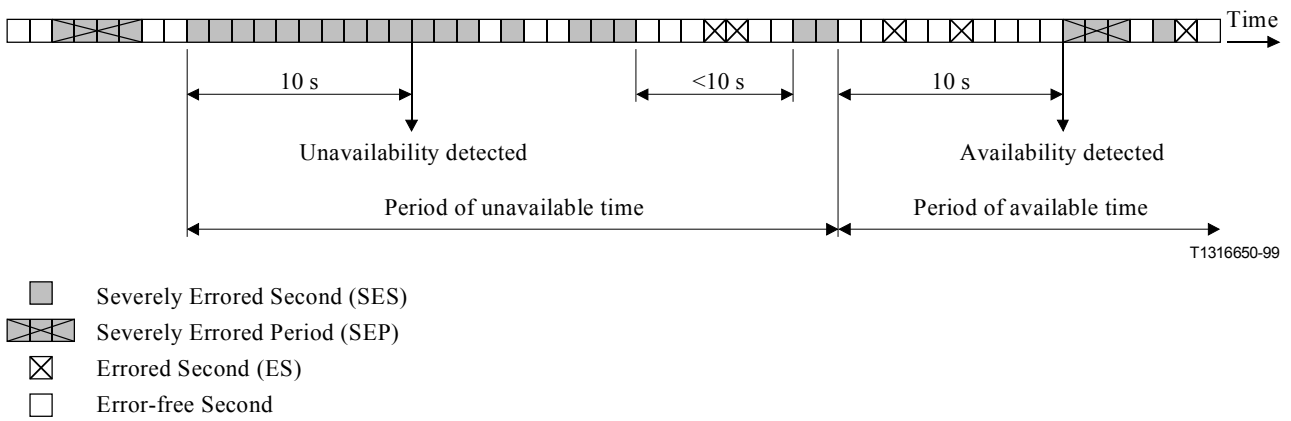 Time
10 s
<10 s
10 s
Unavailability detected
Availability detected
Period of unavailable time
Period of available time
T1316650-99
Severely Errored Second (SES)
Severely Errored Period (SEP)
Errored Second (ES)
Error-free Second